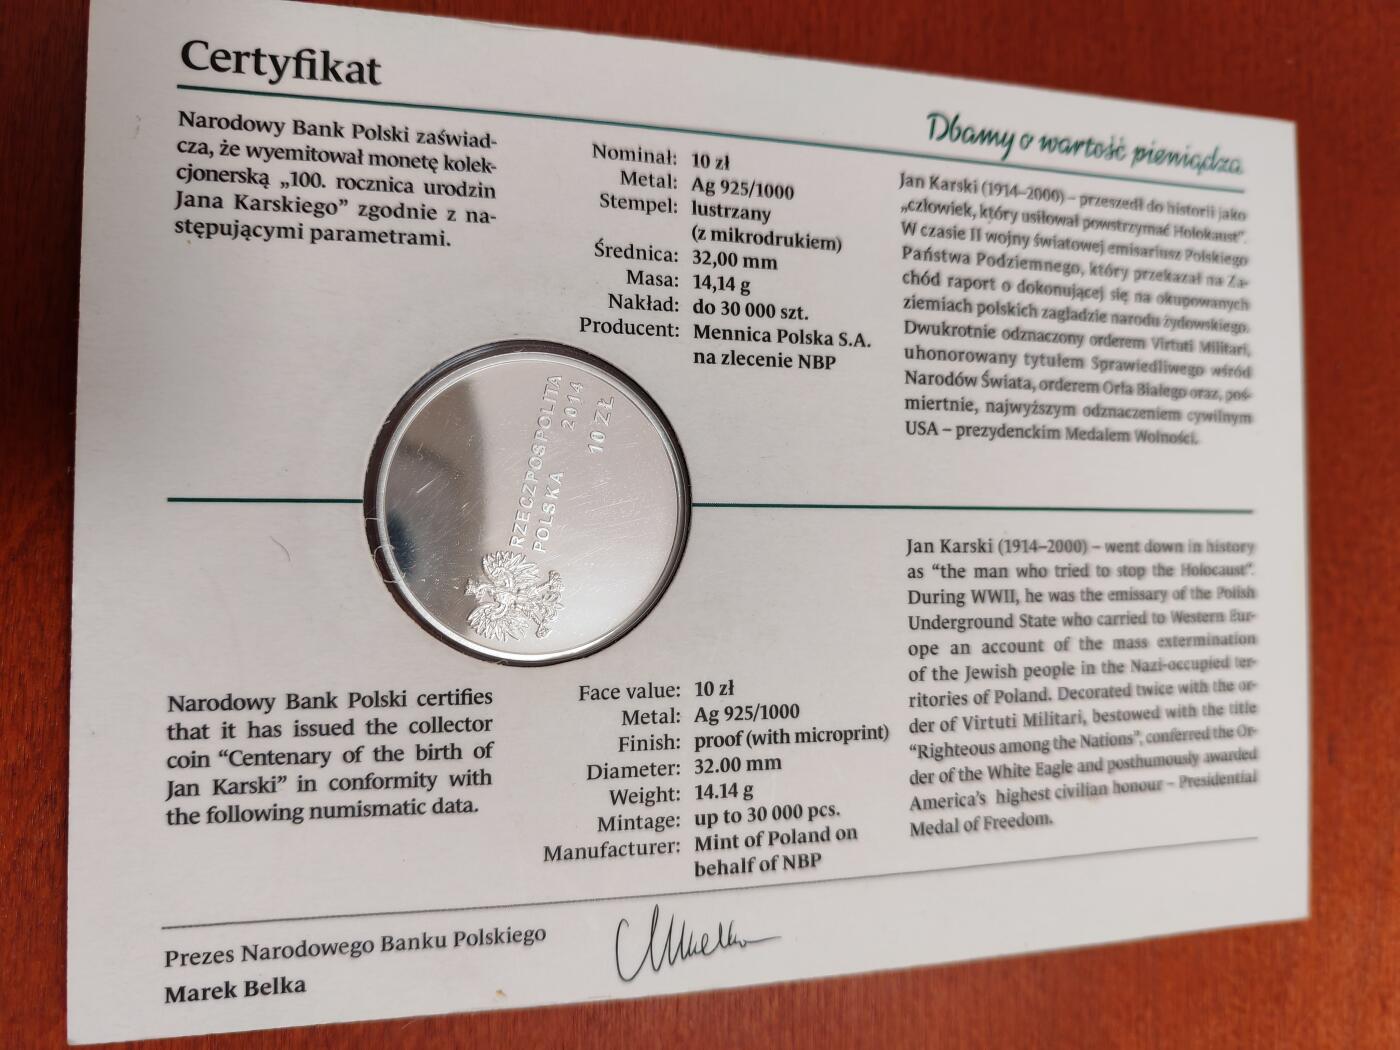 Certyfikat
Dbamy o wartość pieniądza
Narodowy Bank Polski zaświad-
cza, że wyemitował monetę kolek-
cjonerską „100. rocznica urodzin
Jana Karskiego” zgodnie z na-
stępującymi parametrami.
Nominał: 10 zł
Metal: Ag 925/1000
Stempel: lustrzany
(z mikrodrukiem)
Średnica: 32,00 mm
Masa: 14,14 g
Nakład: do 30 000 szt.
Producent: Mennica Polska S.A.
na zlecenie NBP
Jan Karski (1914–2000) – przeszedł do historii jako
„człowiek, który usiłował powstrzymać Holokaust”.
W czasie II wojny światowej emisariusz Polskiego
Państwa Podziemnego, który przekazał na Za-
chód raport o dokonującej się na okupowanych
ziemiach polskich zagładzie narodu żydowskiego.
Dwukrotnie odznaczony orderem Virtuti Militari,
uhonorowany tytułem Sprawiedliwego wśród
Narodów Świata, orderem Orła Białego oraz, poś-
miertnie, najwyższym odznaczeniem cywilnym
USA – prezydenckim Medalem Wolności.
RZECZPOSPOLITA
POLSKA 2014
10 ZŁ
Narodowy Bank Polski certifies
that it has issued the collector
coin “Centenary of the birth of
Jan Karski” in conformity with
the following numismatic data.
Face value: 10 zł
Metal: Ag 925/1000
Finish: proof (with microprint)
Diameter: 32.00 mm
Weight: 14.14 g
Mintage: up to 30 000 pcs.
Manufacturer: Mint of Poland on
behalf of NBP
Jan Karski (1914–2000) – went down in history
as “the man who tried to stop the Holocaust”.
During WWII, he was the emissary of the Polish
Underground State who carried to Western Eur-
ope an account of the mass extermination
of the Jewish people in the Nazi-occupied ter-
ritories of Poland. Decorated twice with the or-
der of Virtuti Militari, bestowed with the title
“Righteous among the Nations”, conferred the Or-
der of the White Eagle and posthumously awarded
America’s highest civilian honour – Presidential
Medal of Freedom.
Prezes Narodowego Banku Polskiego
Marek Belka